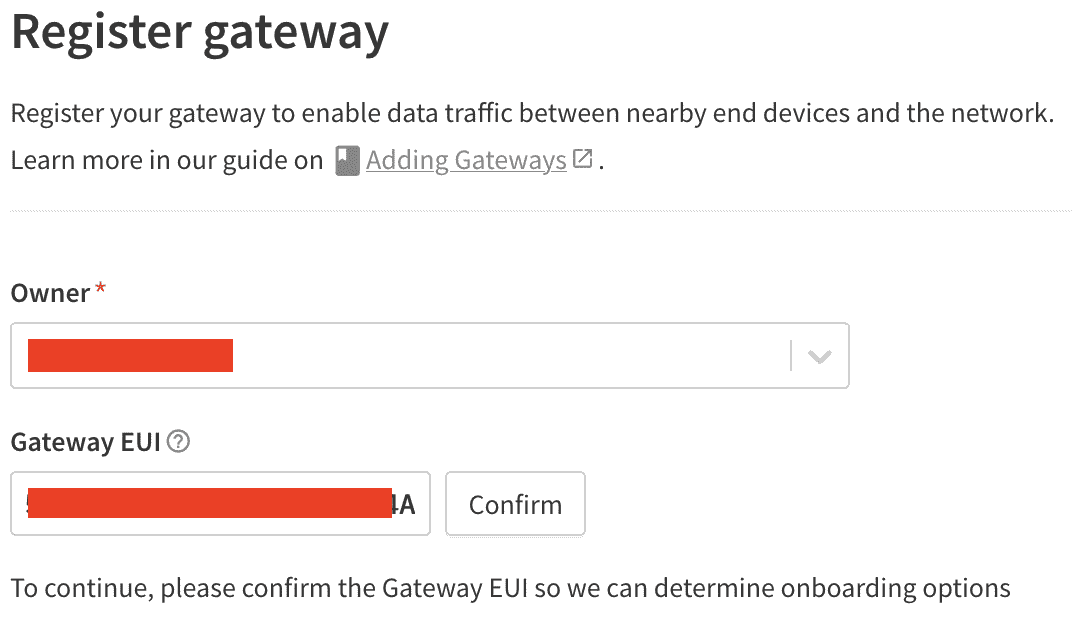 Register gateway
Register your gateway to enable data traffic between nearby end devices and the network.
Learn more in our guide on Adding Gateways.
Owner *
Gateway EUI ?
4A
Confirm
To continue, please confirm the Gateway EUI so we can determine onboarding options